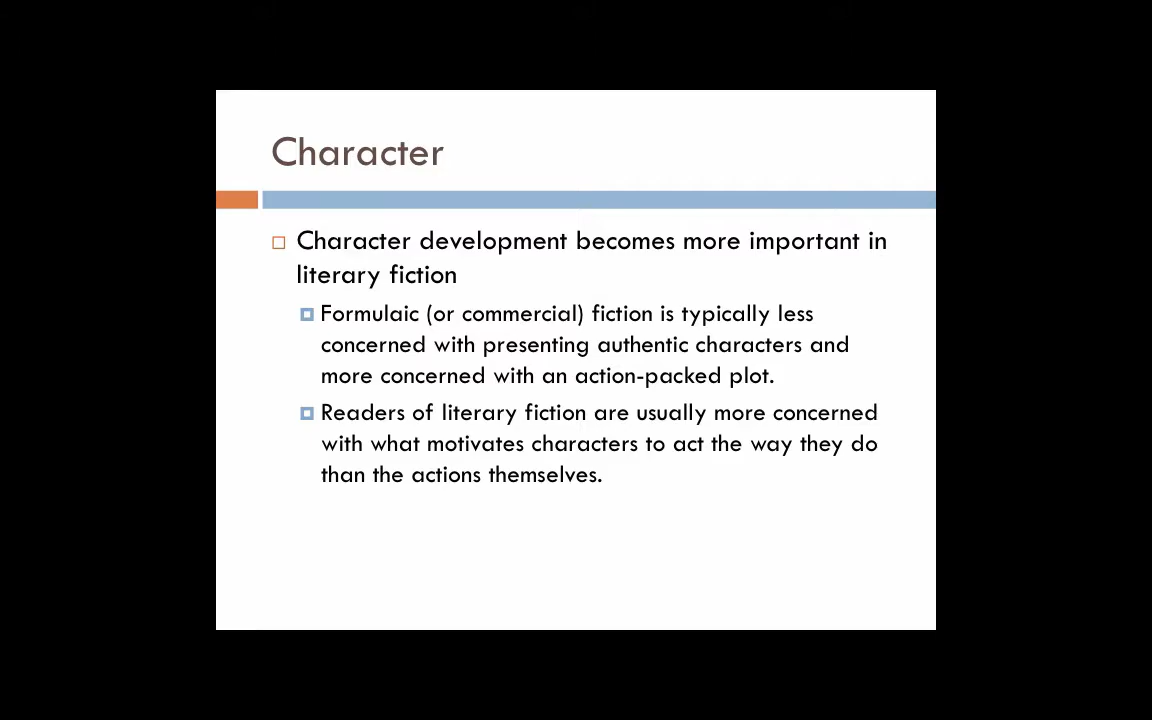 Character
Character development becomes more important in
literary fiction
Formulaic (or commercial) fiction is typically less
concerned with presenting authentic characters and
more concerned with an action-packed plot.
Readers of literary fiction are usually more concerned
with what motivates characters to act the way they do
than the actions themselves.